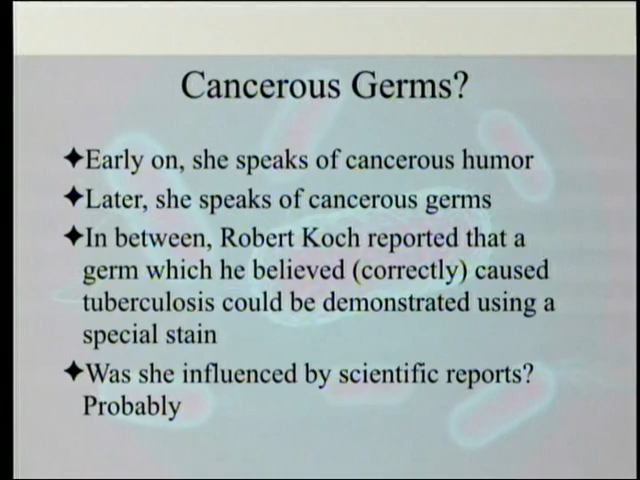 Cancerous Germs?
✦Early on, she speaks of cancerous humor
✦Later, she speaks of cancerous germs
✦In between, Robert Koch reported that a
germ which he believed (correctly) caused
tuberculosis could be demonstrated using a
special stain
✦Was she influenced by scientific reports?
Probably